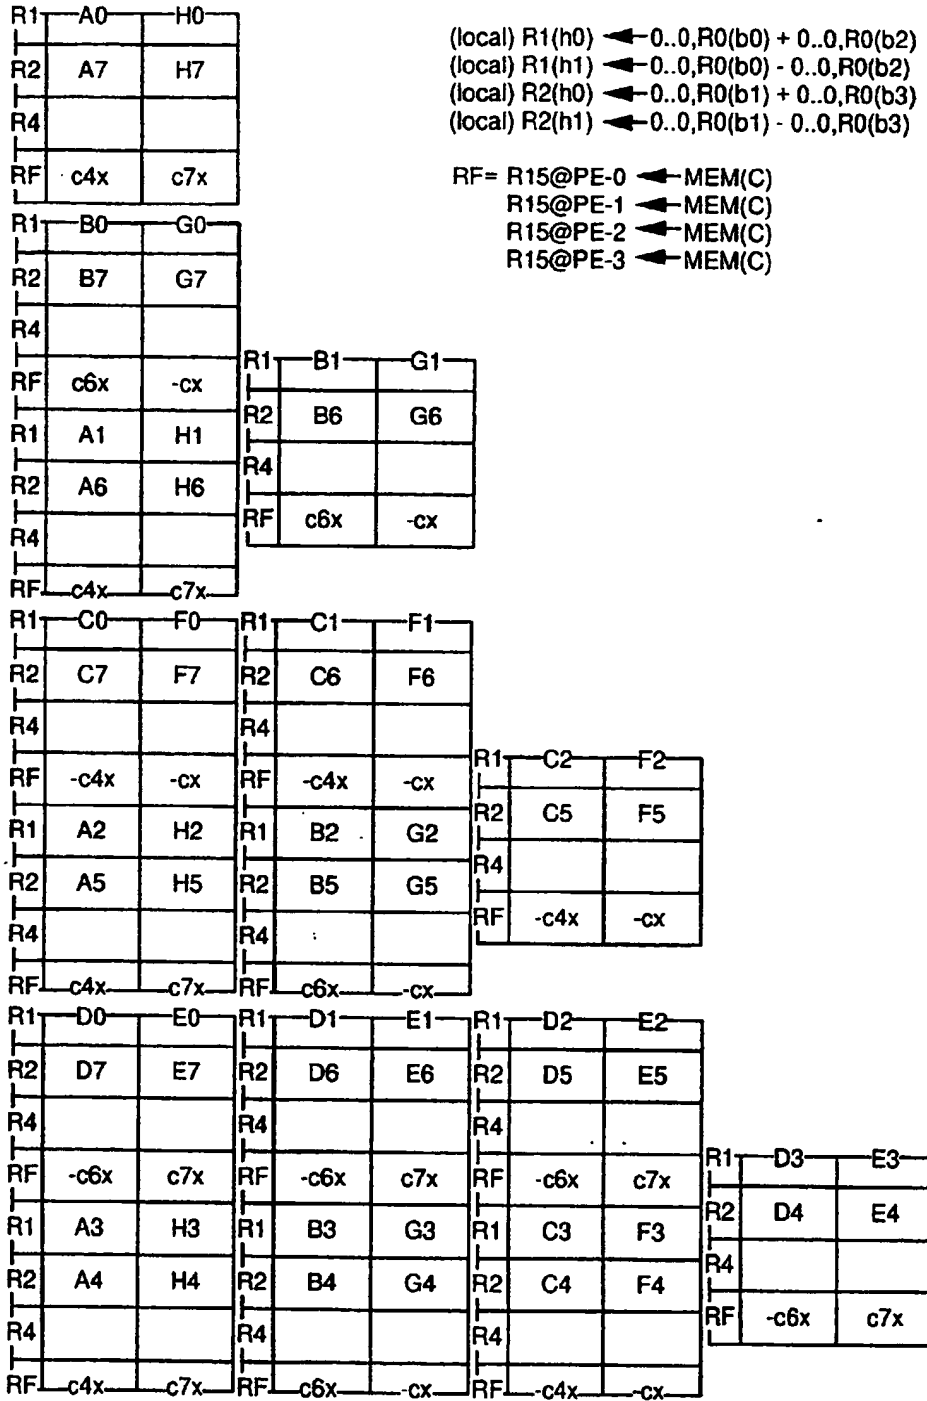 (local) R1(h0) ← 0..0,R0(b0) + 0..0,R0(b2)
(local) R1(h1) ← 0..0,R0(b0) - 0..0,R0(b2)
(local) R2(h0) ← 0..0,R0(b1) + 0..0,R0(b3)
(local) R2(h1) ← 0..0,R0(b1) - 0..0,R0(b3)
RF= R15@PE-0 ← MEM(C)
R15@PE-1 ← MEM(C)
R15@PE-2 ← MEM(C)
R15@PE-3 ← MEM(C)
R1 A0 H0
R2 A7 H7
R4
RF c4x c7x
R1 B0 G0
R2 B7 G7
R4
RF c6x -cx
R1 A1 H1
R2 A6 H6
R4
RF c4x c7x
R1 B1 G1
R2 B6 G6
R4
RF c6x -cx
R1 C0 F0
R2 C7 F7
R4
RF -c4x -cx
R1 A2 H2
R2 A5 H5
R4
RF c4x c7x
R1 C1 F1
R2 C6 F6
R4
RF -c4x -cx
R1 B2 G2
R2 B5 G5
R4
RF c6x -cx
R1 C2 F2
R2 C5 F5
R4
RF -c4x -cx
R1 D0 E0
R2 D7 E7
R4
RF -c6x c7x
R1 A3 H3
R2 A4 H4
R4
RF c4x c7x
R1 D1 E1
R2 D6 E6
R4
RF -c6x c7x
R1 B3 G3
R2 B4 G4
R4
RF c6x -cx
R1 D2 E2
R2 D5 E5
R4
RF -c6x c7x
R1 C3 F3
R2 C4 F4
R4
RF -c4x -cx
R1 D3 E3
R2 D4 E4
R4
RF -c6x c7x